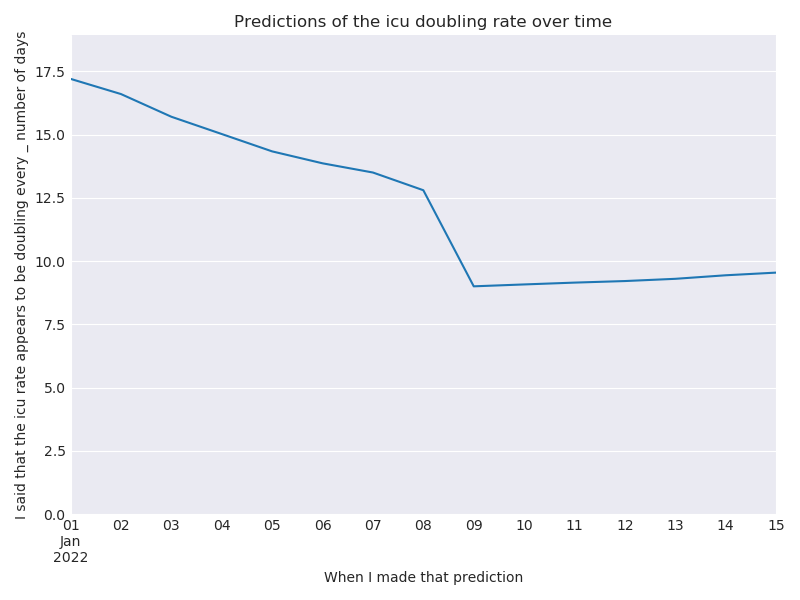 Predictions of the icu doubling rate over time
I said that the icu rate appears to be doubling every _ number of days
17.5
15.0
12.5
10.0
7.5
5.0
2.5
0.0
01 02 03 04 05 06 07 08 09 10 11 12 13 14 15
Jan
2022
When I made that prediction